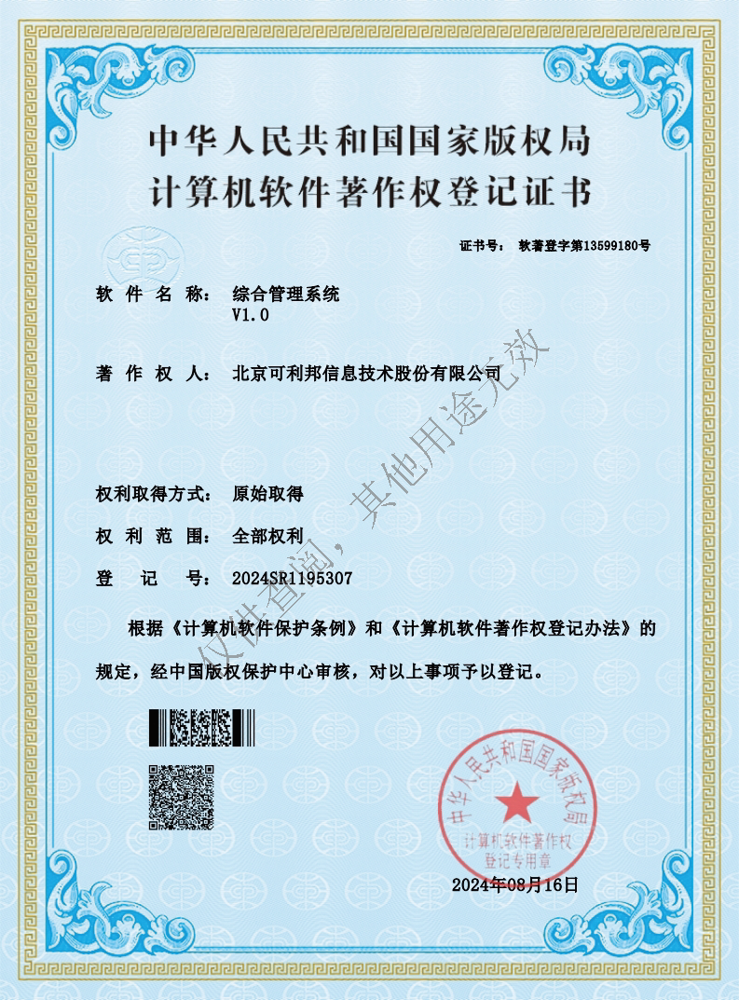 中华人民共和国国家版权局
计算机软件著作权登记证书
证书号： 软著登字第13599180号
软件名称： 综合管理系统
V1.0
著作权人： 北京可利邦信息技术股份有限公司
权利取得方式： 原始取得
权利范围： 全部权利
登记号： 2024SR1195307
根据《计算机软件保护条例》和《计算机软件著作权登记办法》的
规定，经中国版权保护中心审核，对以上事项予以登记。
仅供查阅，其他用途无效
中华人民共和国国家版权局
计算机软件著作权
登记专用章
2024年08月16日